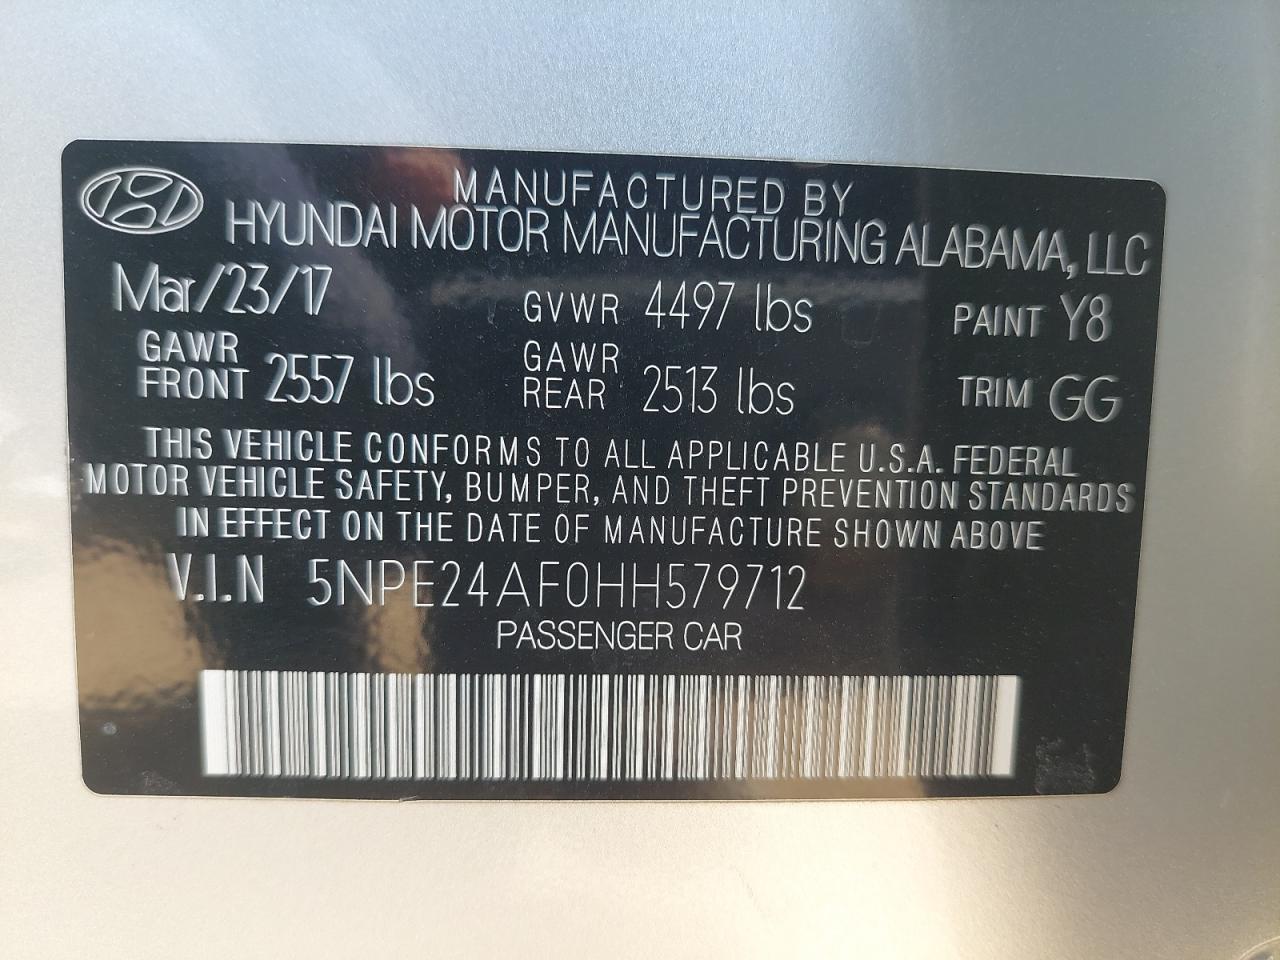 MANUFACTURED BY
HYUNDAI MOTOR MANUFACTURING ALABAMA, LLC
Mar/23/17 GVWR 4497 lbs PAINT Y8
GAWR FRONT 2557 lbs GAWR REAR 2513 lbs TRIM GG
THIS VEHICLE CONFORMS TO ALL APPLICABLE U.S.A. FEDERAL
MOTOR VEHICLE SAFETY, BUMPER, AND THEFT PREVENTION STANDARDS
IN EFFECT ON THE DATE OF MANUFACTURE SHOWN ABOVE
V.I.N 5NPE24AF0HH579712
PASSENGER CAR